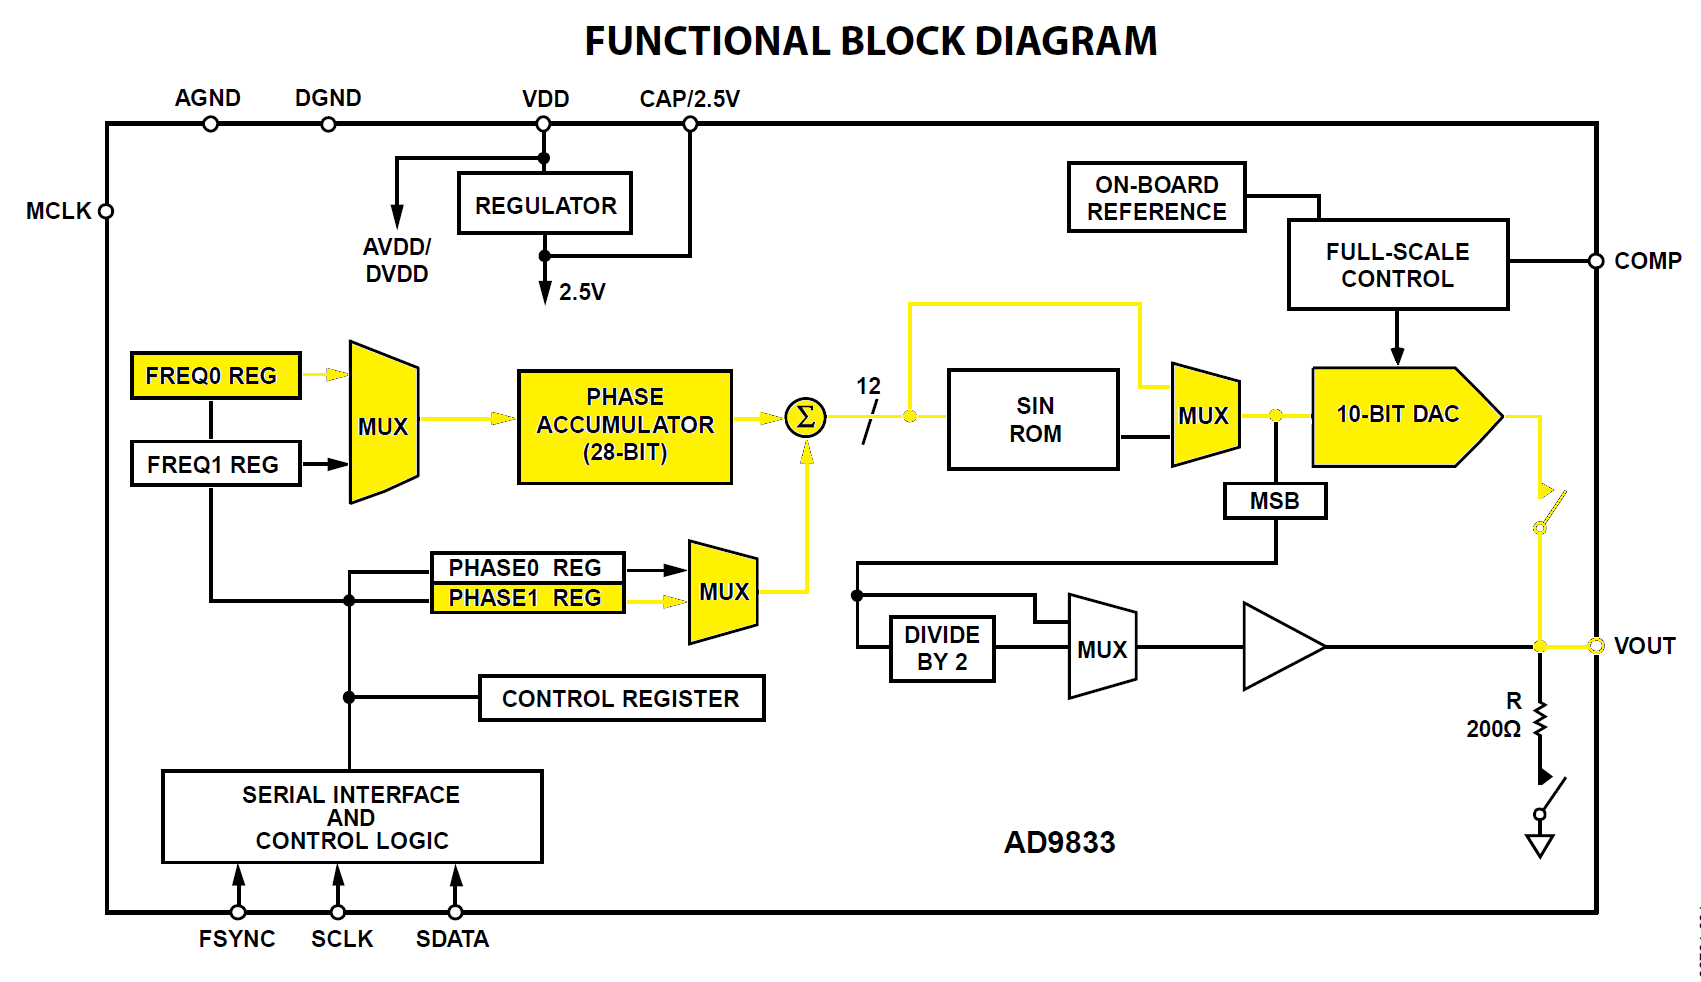 FUNCTIONAL BLOCK DIAGRAM
AGND
DGND
VDD
CAP/2.5V
MCLK
REGULATOR
AVDD/
DVDD
2.5V
ON-BOARD
REFERENCE
FULL-SCALE
CONTROL
COMP
FREQ0 REG
FREQ1 REG
MUX
PHASE
ACCUMULATOR
(28-BIT)
Σ
12
SIN
ROM
MUX
10-BIT DAC
MSB
PHASE0 REG
PHASE1 REG
MUX
DIVIDE
BY 2
MUX
VOUT
CONTROL REGISTER
R
200Ω
SERIAL INTERFACE
AND
CONTROL LOGIC
AD9833
FSYNC
SCLK
SDATA